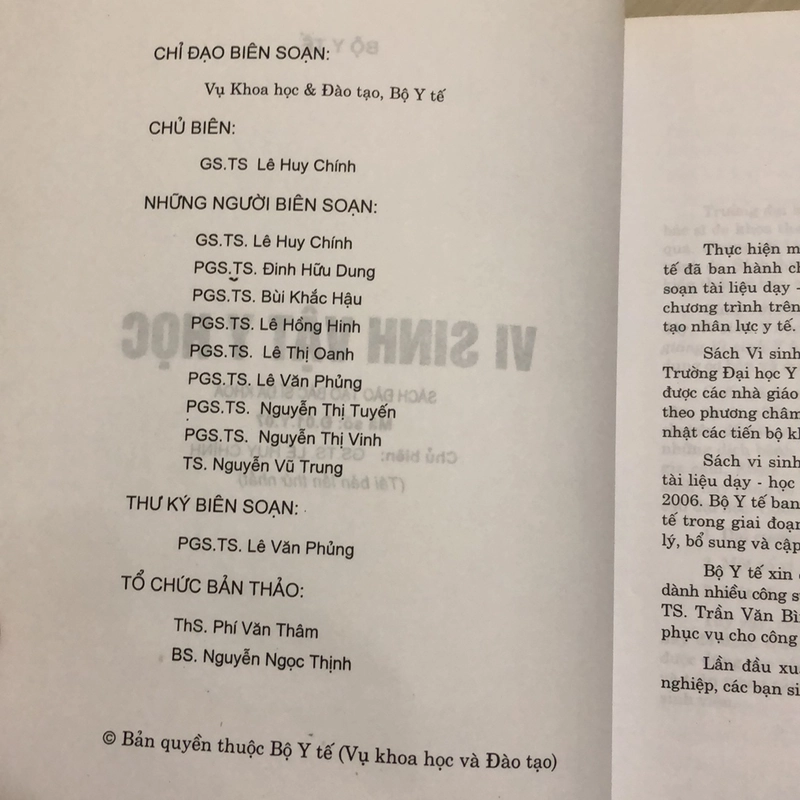 CHỈ ĐẠO BIÊN SOẠN:
Vụ Khoa học & Đào tạo, Bộ Y tế
CHỦ BIÊN:
GS.TS Lê Huy Chính
NHỮNG NGƯỜI BIÊN SOẠN:
GS.TS. Lê Huy Chính
PGS.TS. Đinh Hữu Dung
PGS.TS. Bùi Khắc Hậu
PGS.TS. Lê Hồng Hinh
PGS.TS. Lê Thị Oanh
PGS.TS. Lê Văn Phủng
PGS.TS. Nguyễn Thị Tuyến
PGS.TS. Nguyễn Thị Vinh
TS. Nguyễn Vũ Trung
THƯ KÝ BIÊN SOẠN:
PGS.TS. Lê Văn Phủng
TỔ CHỨC BẢN THẢO:
ThS. Phí Văn Thâm
BS. Nguyễn Ngọc Thịnh
© Bản quyền thuộc Bộ Y tế (Vụ khoa học và Đào tạo)
Thực hiện
tế đã ban hành
soạn tài liệu dạy -
chương trình trên
tạo nhân lực y tế.
Sách Vi sinh
Trường Đại học Y
được các nhà giáo
theo phương châm
nhật các tiến bộ
Sách vi sinh
tài liệu dạy - học
2006. Bộ Y tế ban
tế trong giai đoạn
lý, bổ sung và cập
Bộ Y tế xin
dành nhiều công
TS. Trần Văn
phục vụ cho công
Lần đầu
nghiệp, các bạn